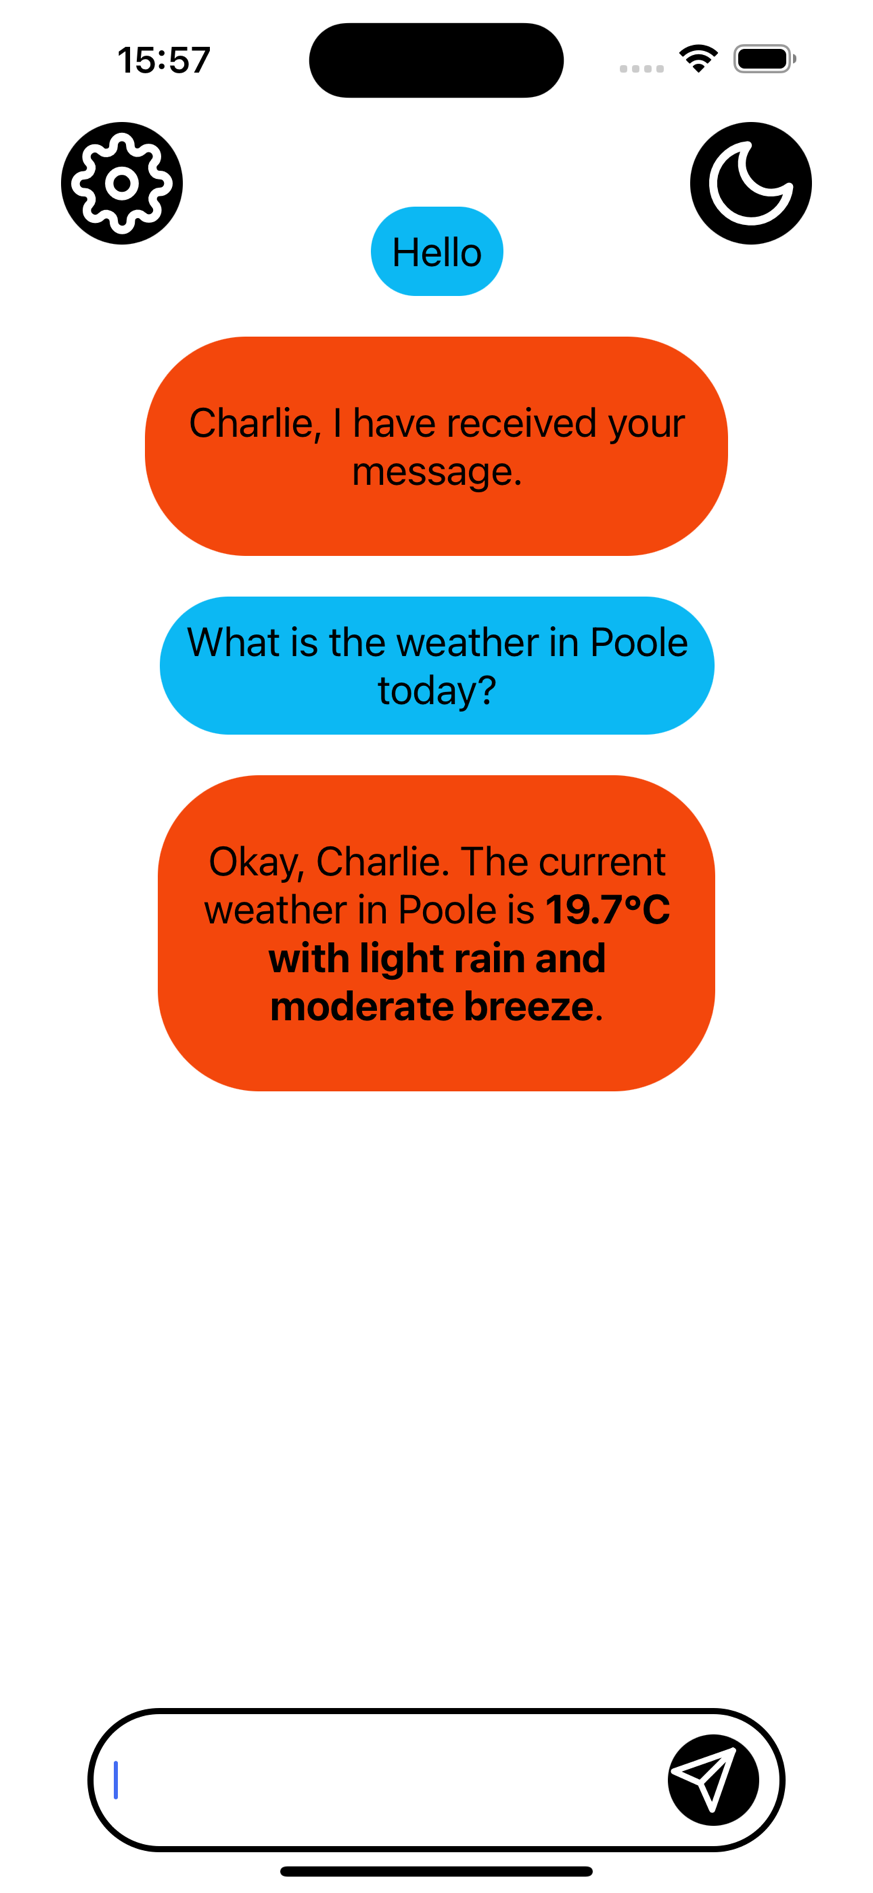 15:57
Hello
Charlie, I have received your
message.
What is the weather in Poole
today?
Okay, Charlie. The current
weather in Poole is 19.7°C
with light rain and
moderate breeze.